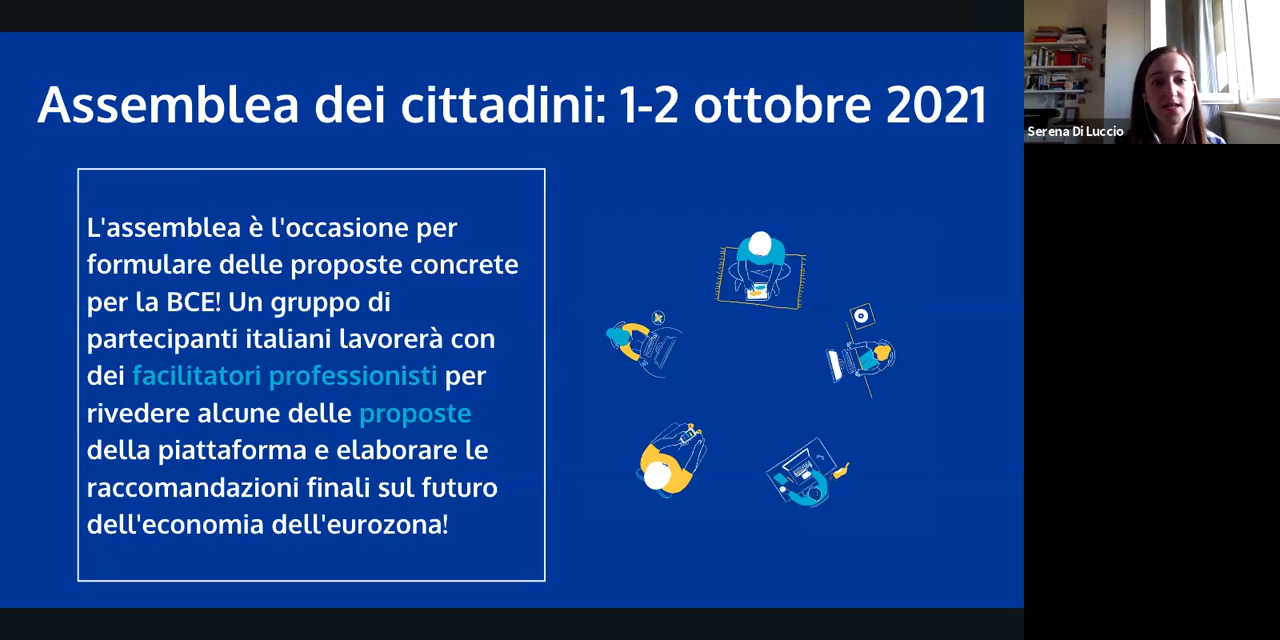 Assemblea dei cittadini: 1-2 ottobre 2021
L'assemblea è l'occasione per
formulare delle proposte concrete
per la BCE! Un gruppo di
partecipanti italiani lavorerà con
dei facilitatori professionisti per
rivedere alcune delle proposte
della piattaforma e elaborare le
raccomandazioni finali sul futuro
dell'economia dell'eurozona!
Serena Di Luccio